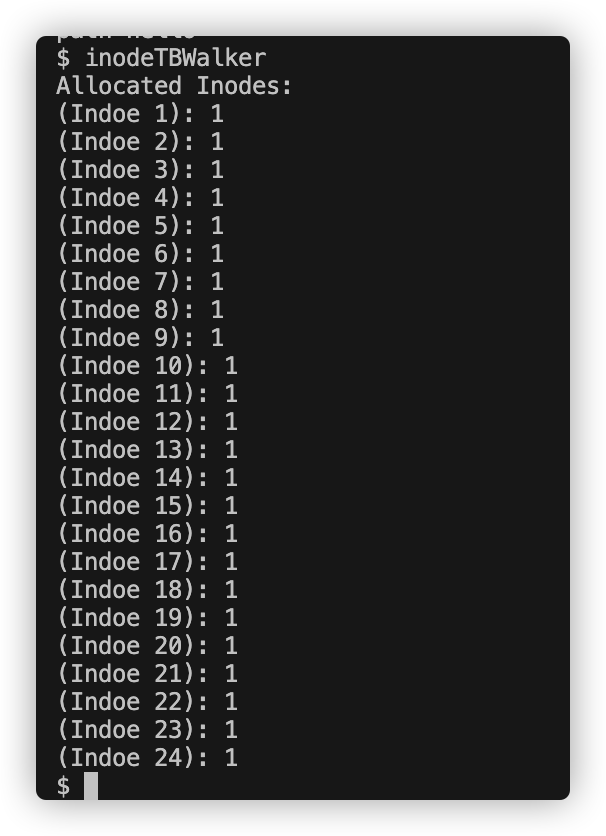 $ inodeTBWalker
Allocated Inodes:
(Indoe 1): 1
(Indoe 2): 1
(Indoe 3): 1
(Indoe 4): 1
(Indoe 5): 1
(Indoe 6): 1
(Indoe 7): 1
(Indoe 8): 1
(Indoe 9): 1
(Indoe 10): 1
(Indoe 11): 1
(Indoe 12): 1
(Indoe 13): 1
(Indoe 14): 1
(Indoe 15): 1
(Indoe 16): 1
(Indoe 17): 1
(Indoe 18): 1
(Indoe 19): 1
(Indoe 20): 1
(Indoe 21): 1
(Indoe 22): 1
(Indoe 23): 1
(Indoe 24): 1
$